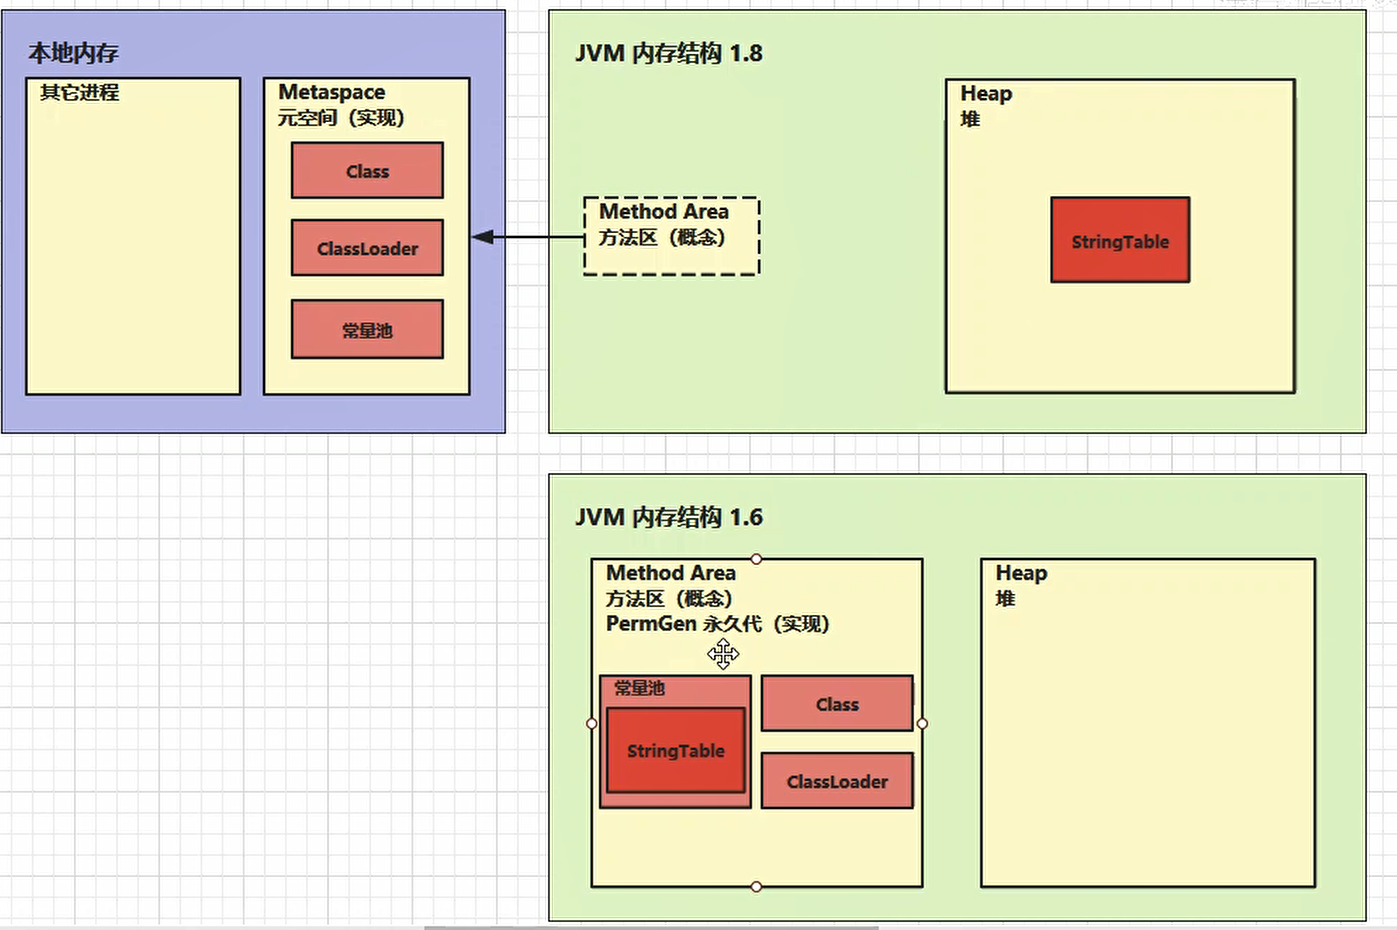 本地内存
其它进程
Metaspace
元空间（实现）
Class
ClassLoader
常量池
JVM 内存结构 1.8
Method Area
方法区（概念）
Heap
堆
StringTable
JVM 内存结构 1.6
Method Area
方法区（概念）
PermGen 永久代（实现）
常量池
StringTable
Class
ClassLoader
Heap
堆